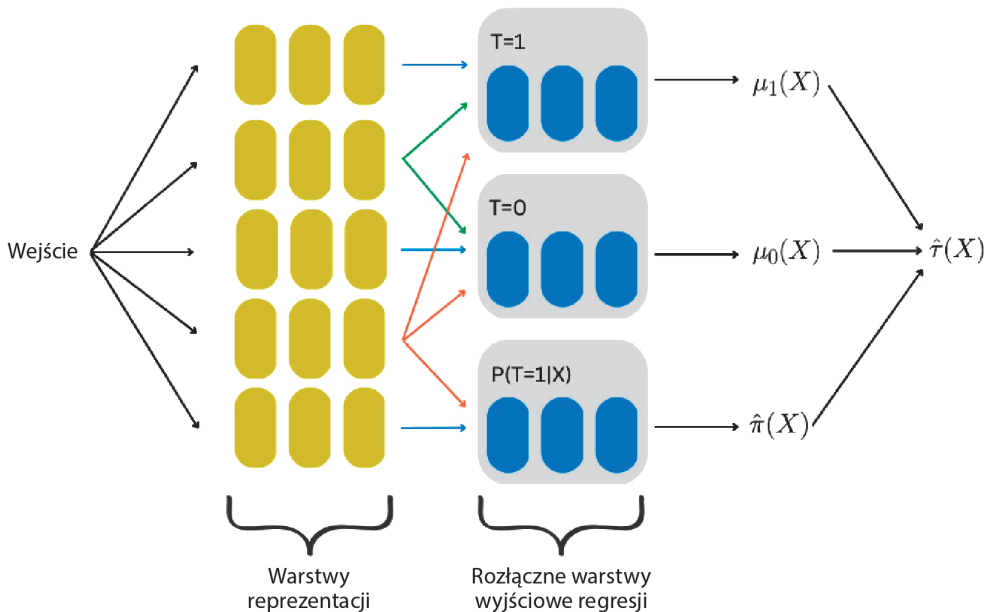 Wejście
T=1
T=0
P(T=1|X)
μ₁(X)
μ₀(X)
π̂(X)
τ̂(X)
Warstwy
reprezentacji
Rozłączne warstwy
wyjściowe regresji